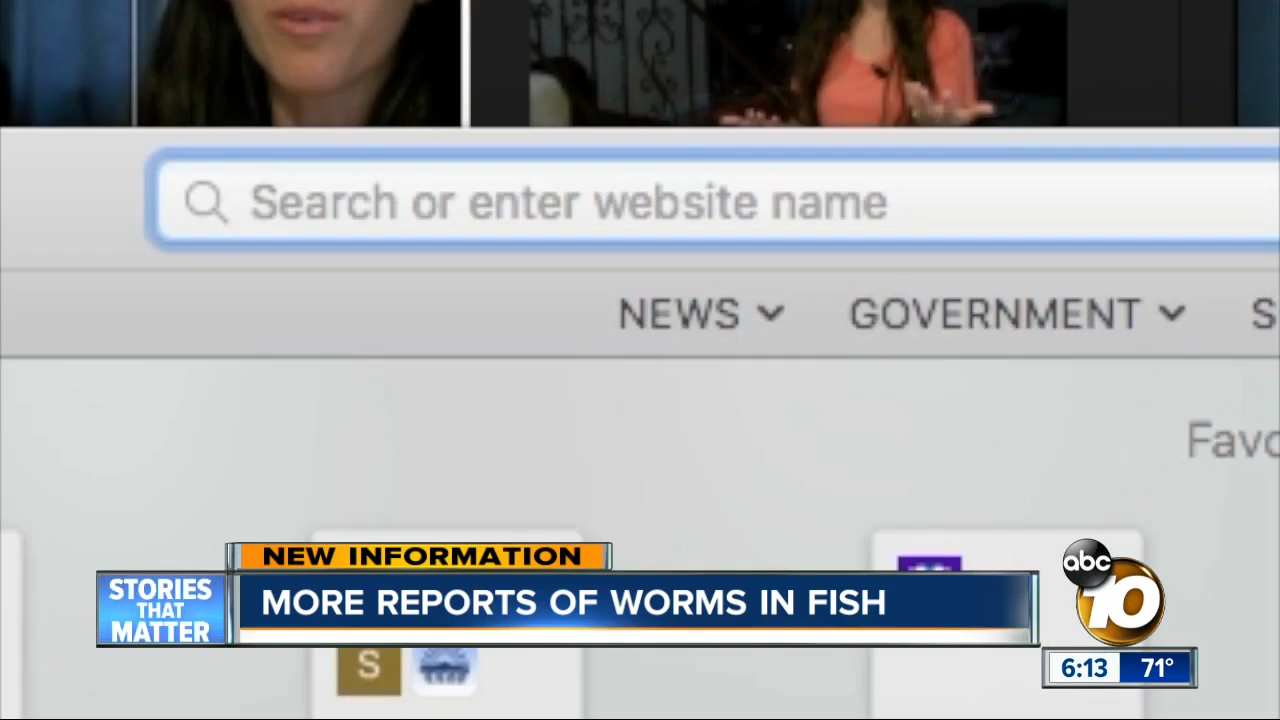 Search or enter website name
NEWS GOVERNMENT S
Favo
NEW INFORMATION
STORIES
THAT
MATTER
MORE REPORTS OF WORMS IN FISH
abc
10
S
6:13 71°